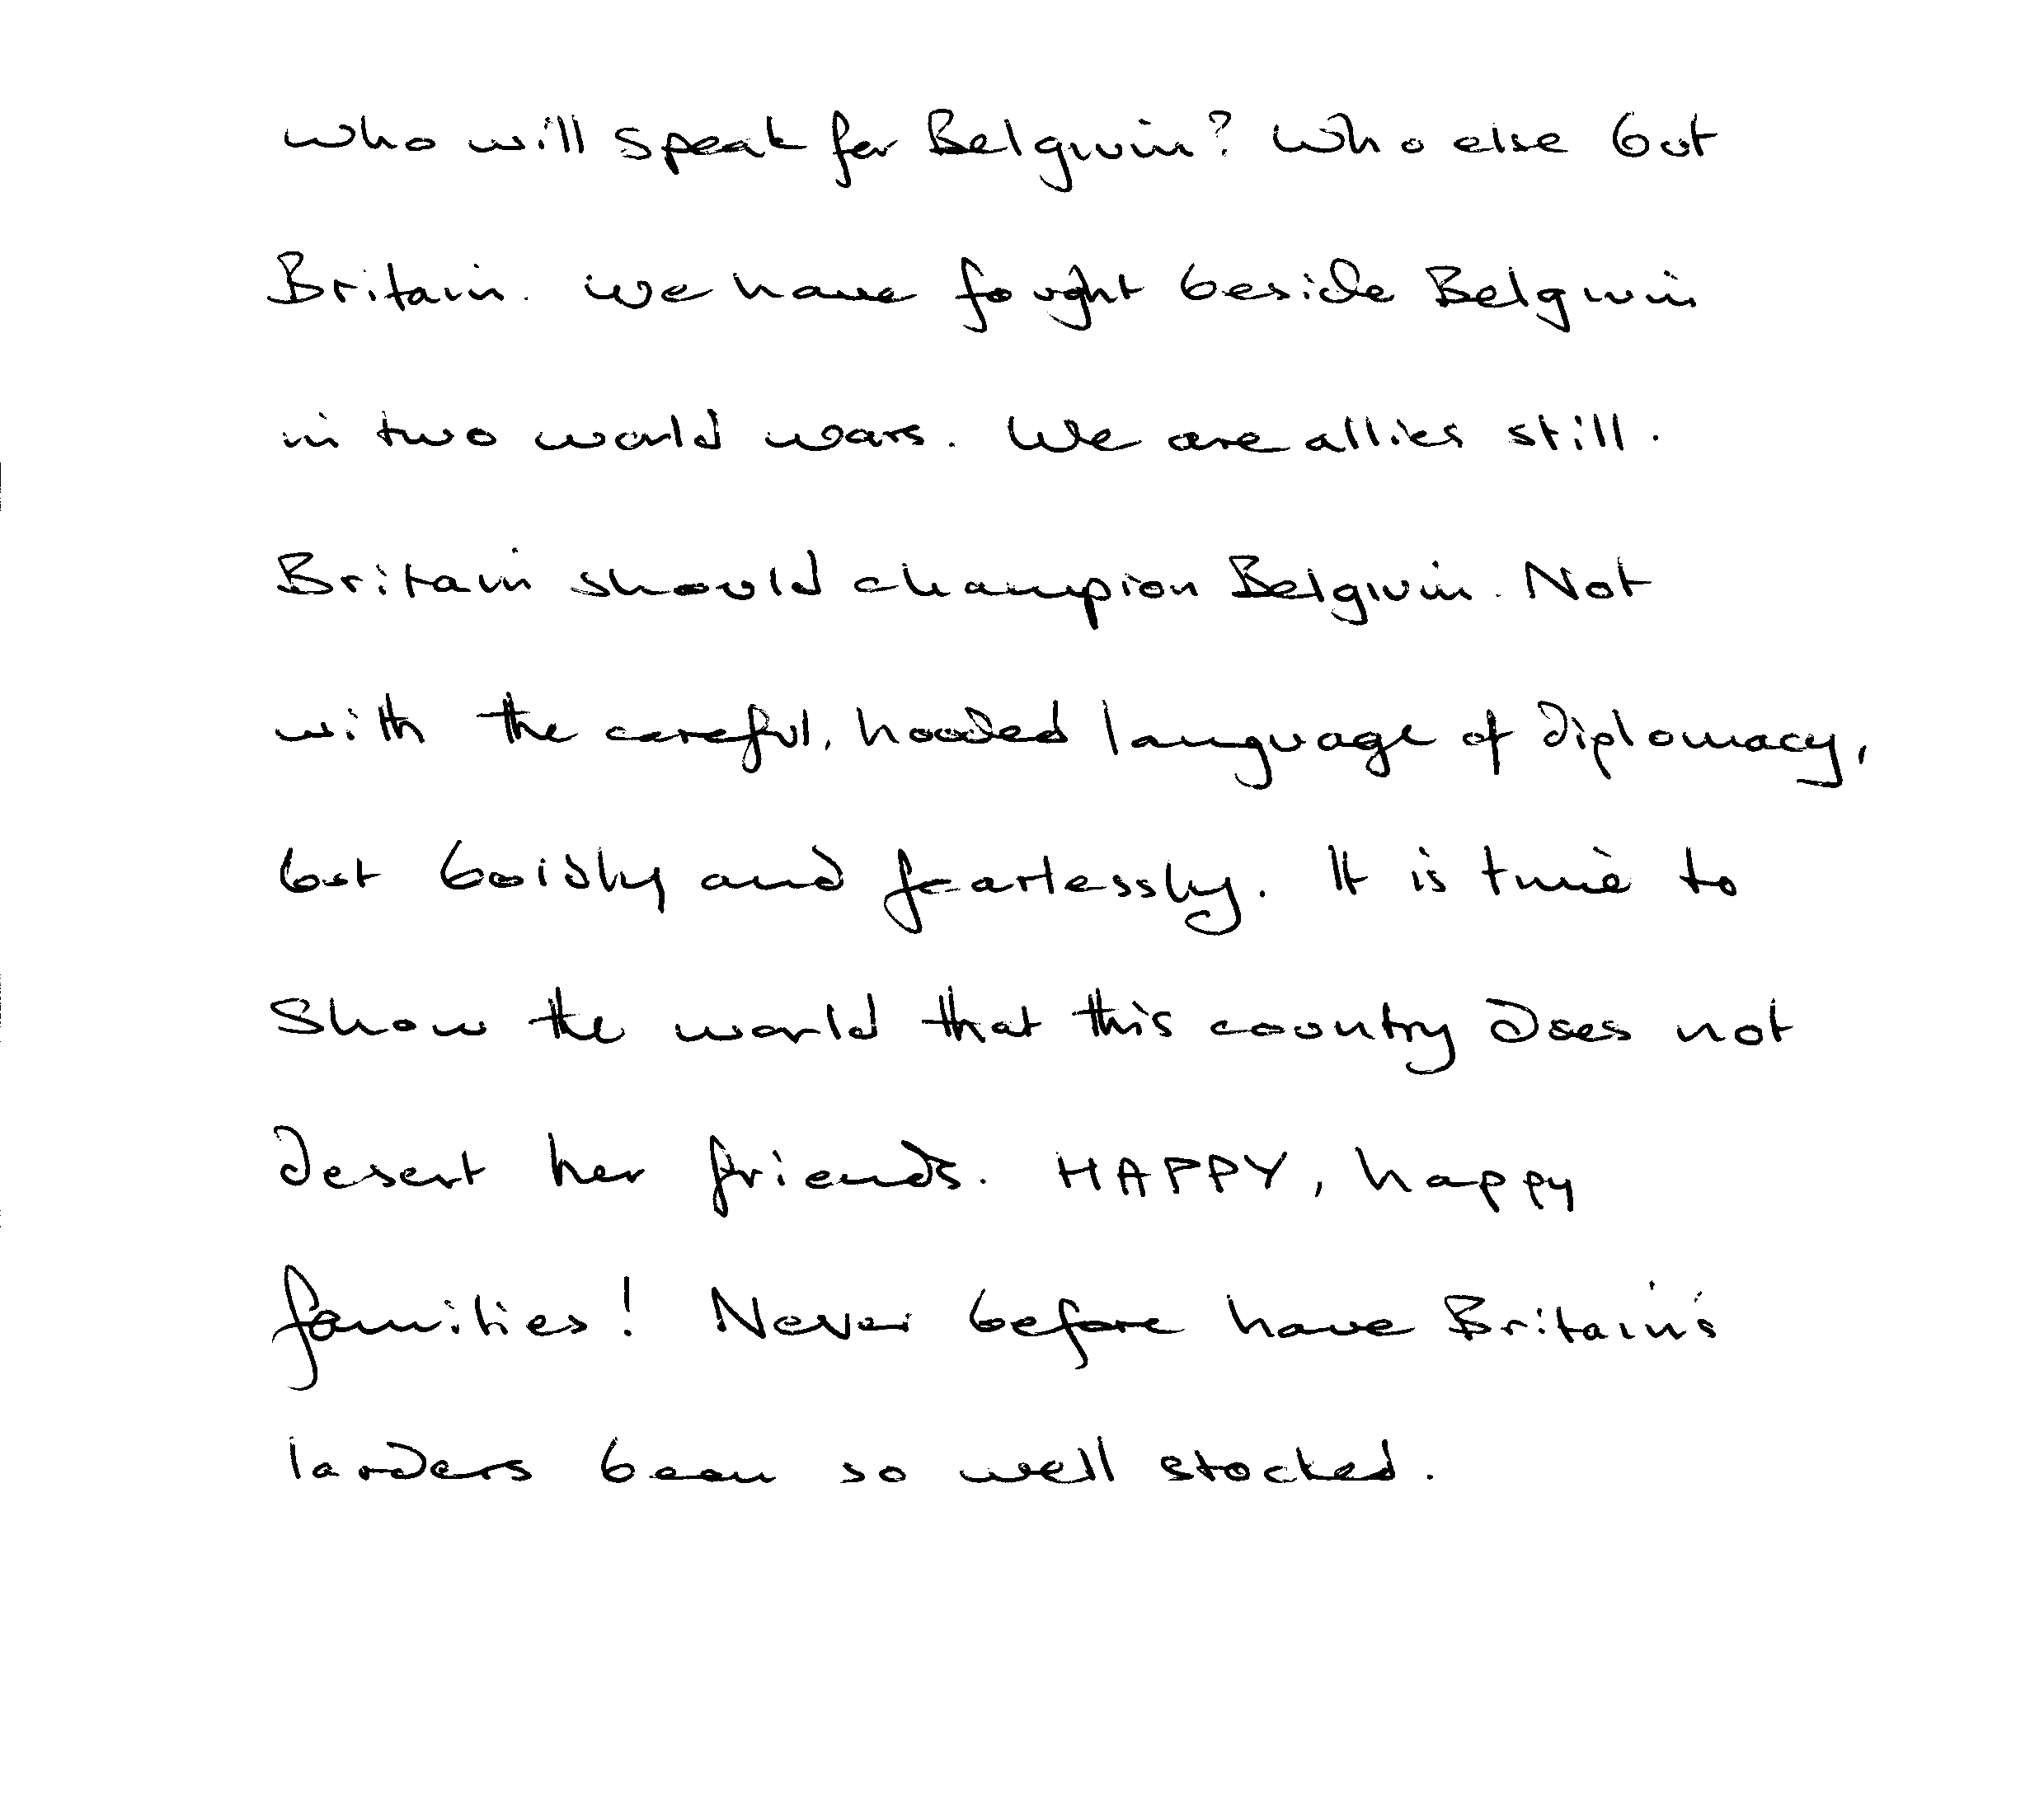 Who will speak for Belgium? Who else but
Britain. We have fought beside Belgium
in two world wars. We are allies still.
Britain should champion Belgium. Not
with the careful, hooded language of diplomacy,
but boldly and fearlessly. It is time to
show the world that this country does not
desert her friends. HAPPY, happy
families! Never before have Britain's
larders been so well stocked.